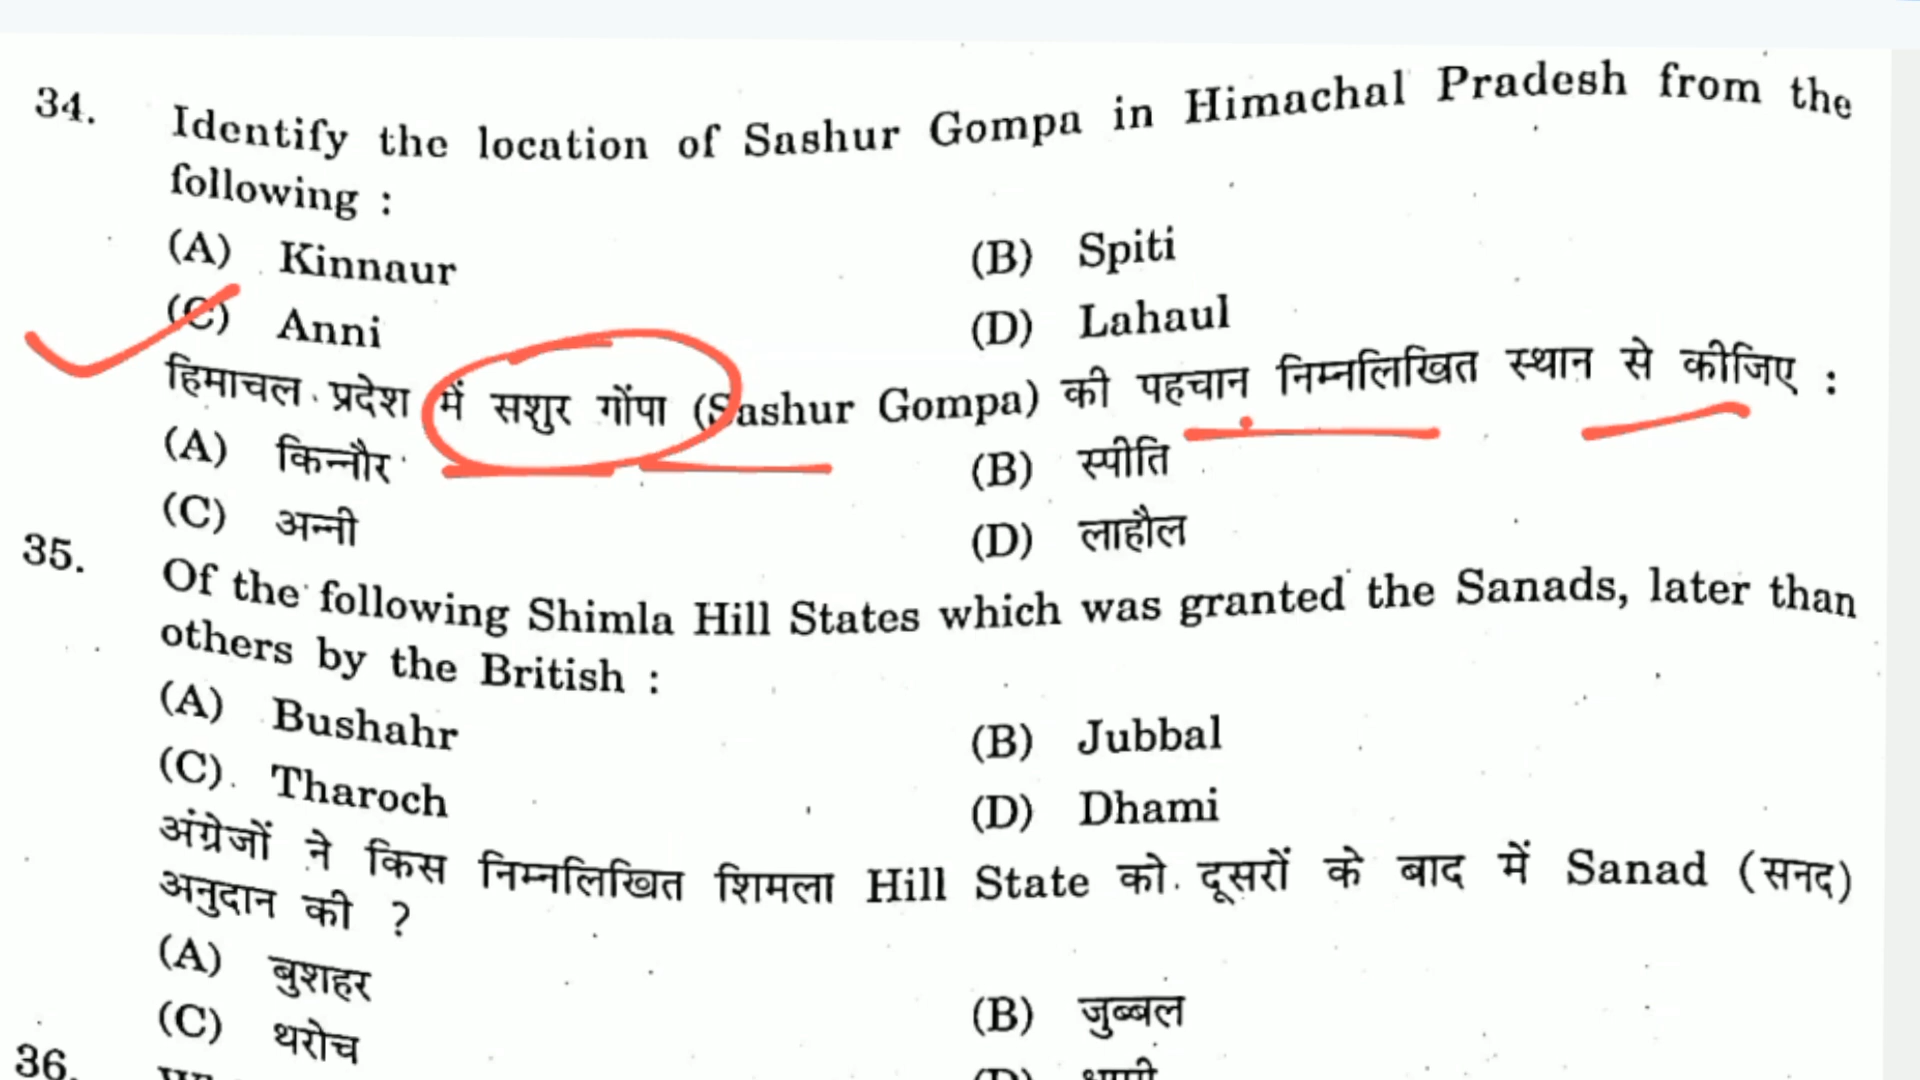 34. Identify the location of Sashur Gompa in Himachal Pradesh from the
following :
(A) Kinnaur (B) Spiti
(C) Anni (D) Lahaul
हिमाचल प्रदेश में सशुर गोंपा (Sashur Gompa) की पहचान निम्नलिखित स्थान से कीजिए :
(A) किन्नौर (B) स्पीति
(C) अन्नी (D) लाहौल
35. Of the following Shimla Hill States which was granted the Sanads, later than
others by the British :
(A) Bushahr (B) Jubbal
(C) Tharoch (D) Dhami
अंग्रेजों ने किस निम्नलिखित शिमला Hill State को दूसरों के बाद में Sanad (सनद)
अनुदान की ?
(A) बुशहर (B) जुब्बल
(C) थरोच (D) धामी
36.